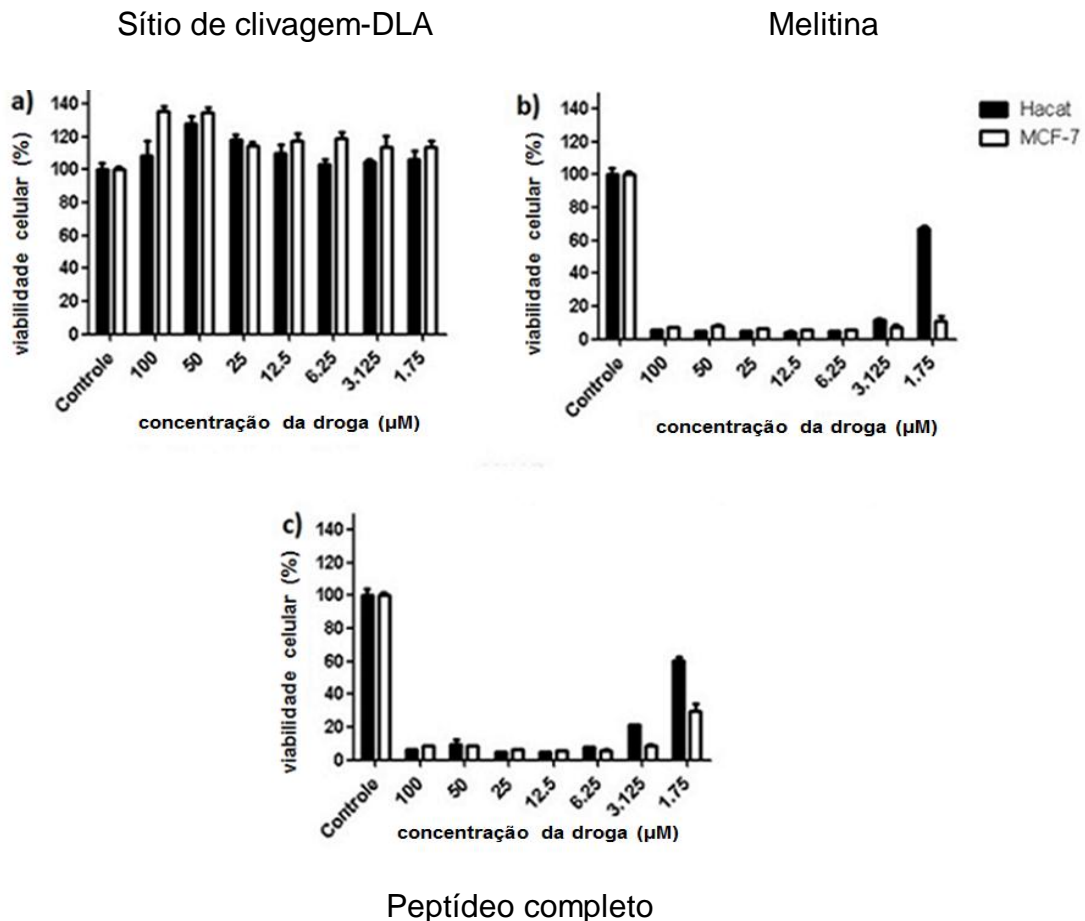 Sítio de clivagem-DLA
Melitina
a)
viabilidade celular (%)
140
120
100
80
60
40
20
0
Controle
100
50
25
12.5
6.25
3.125
1.75
concentração da droga (µM)
b)
viabilidade celular (%)
140
120
100
80
60
40
20
0
Controle
100
50
25
12.5
6.25
3.125
1.75
concentração da droga (µM)
Hacat
MCF-7
c)
viabilidade celular (%)
140
120
100
80
60
40
20
0
Controle
100
50
25
12.5
6.25
3.125
1.75
concentração da droga (µM)
Peptídeo completo